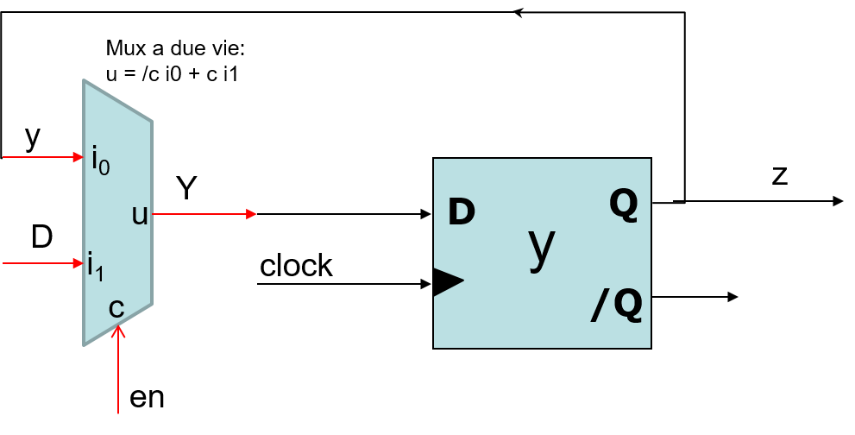 Mux a due vie:
u = /c i0 + c i1
y
i0
Y
u
D
i1
c
en
clock
D
y
Q
/Q
z